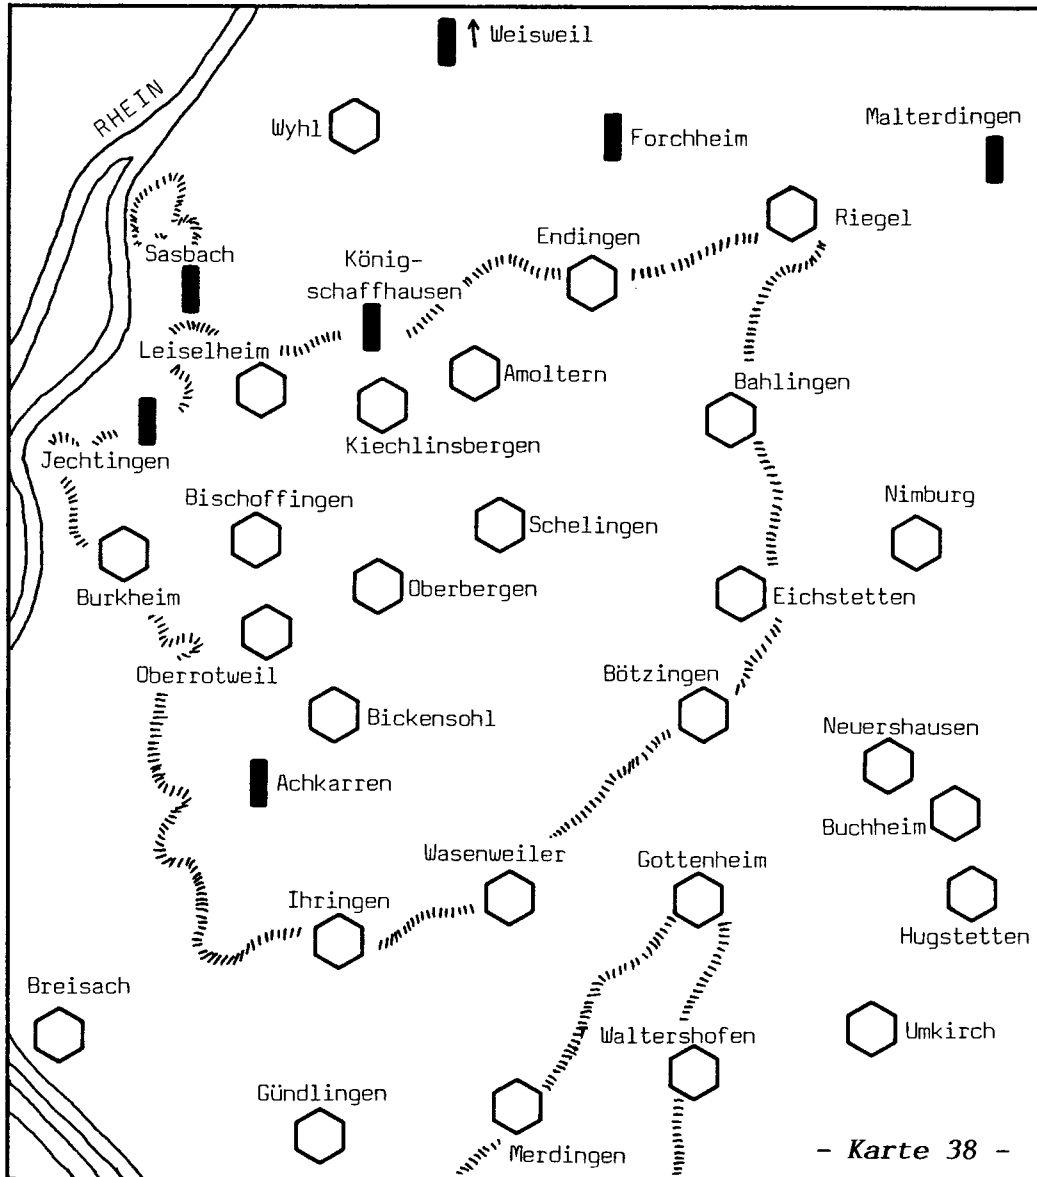 Weisweil
RHEIN
Wyhl
Forchheim
Malterdingen
Riegel
Endingen
Sasbach
König-
schaffhausen
Leiselheim
Amoltern
Bahlingen
Kiechlinsbergen
Jechtingen
Bischoffingen
Nimburg
Schelingen
Oberbergen
Burkheim
Eichstetten
Oberrotweil
Bötzingen
Bickensohl
Neuershausen
Achkarren
Buchheim
Wasenweiler
Gottenheim
Ihringen
Hugstetten
Breisach
Waltershofen
Umkirch
Gündlingen
Merdingen
- Karte 38 -